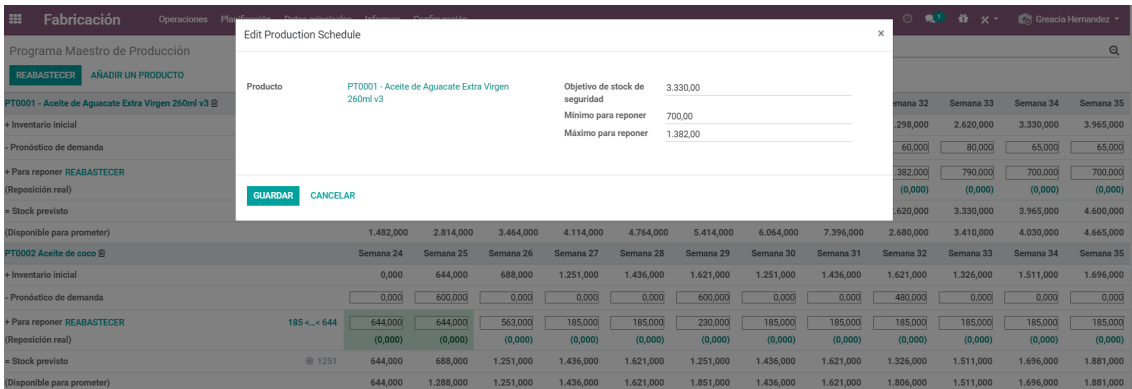 Fabricación Operaciones 1 Greacia Hernandez
Programa Maestro de Producción
REABASTECER AÑADIR UN PRODUCTO
Edit Production Schedule ×
Producto PT0001 - Aceite de Aguacate Extra Virgen 260ml v3
Objetivo de stock de seguridad 3.330,00
Mínimo para reponer 700,00
Máximo para reponer 1.382,00
GUARDAR CANCELAR
PT0001 - Aceite de Aguacate Extra Virgen 260ml v3 Semana 33 Semana 34 Semana 35
+ Inventario inicial 2.620,000 3.330,000 3.965,000
- Pronóstico de demanda 60,000 80,000 65,000 65,000
+ Para reponer REABASTECER 790,000 700,000 700,000
(Reposición real) (0,000) (0,000) (0,000) (0,000)
= Stock previsto 3.330,000 3.965,000 4.600,000
(Disponible para prometer) 1.482,000 2.814,000 3.464,000 4.114,000 4.764,000 5.414,000 6.064,000 7.396,000 2.680,000 3.410,000 4.030,000 4.665,000
PT0002 Aceite de coco Semana 24 Semana 25 Semana 26 Semana 27 Semana 28 Semana 29 Semana 30 Semana 31 Semana 32 Semana 33 Semana 34 Semana 35
+ Inventario inicial 0,000 644,000 688,000 1.251,000 1.436,000 1.621,000 1.251,000 1.436,000 1.621,000 1.326,000 1.511,000 1.696,000
- Pronóstico de demanda 0,000 600,000 0,000 0,000 0,000 600,000 0,000 0,000 480,000 0,000 0,000 0,000
+ Para reponer REABASTECER 185 <...< 644 644,000 644,000 563,000 185,000 185,000 230,000 185,000 185,000 185,000 185,000 185,000 185,000
(Reposición real) (0,000) (0,000) (0,000) (0,000) (0,000) (0,000) (0,000) (0,000) (0,000) (0,000) (0,000) (0,000)
= Stock previsto 1251 644,000 688,000 1.251,000 1.436,000 1.621,000 1.251,000 1.436,000 1.621,000 1.326,000 1.511,000 1.696,000 1.881,000
(Disponible para prometer) 644,000 1.288,000 1.251,000 1.436,000 1.621,000 1.851,000 1.436,000 1.621,000 1.806,000 1.511,000 1.696,000 1.881,000